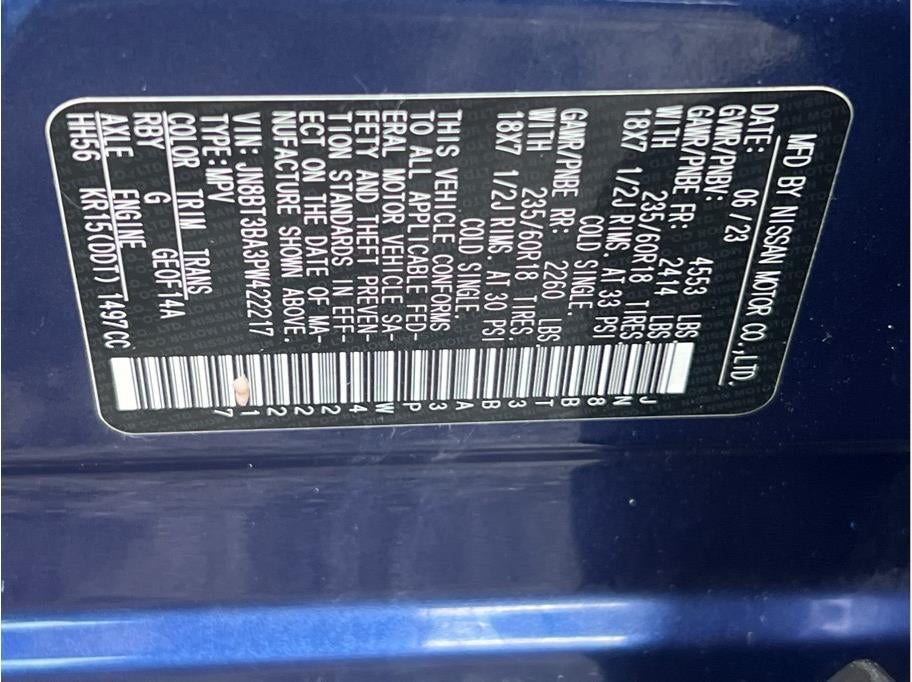 MFD BY NISSAN MOTOR CO.,LTD.
DATE: 06/23
GVWR/PNBV: 4553 LBS.
GAWR/PNBE FR: 2414 LBS.
WITH 235/60R18 TIRES
18X7 1/2J RIMS. AT 33 PSI
COLD SINGLE.
GAWR/PNBE RR: 2260 LBS.
WITH 235/60R18 TIRES.
18X7 1/2J RIMS. AT 30 PSI
COLD SINGLE.
THIS VEHICLE CONFORMS
TO ALL APPLICABLE FED-
ERAL MOTOR VEHICLE SA-
FETY AND THEFT PREVEN-
TION STANDARDS IN EFF-
ECT ON THE DATE OF MA-
NUFACTURE SHOWN ABOVE.
VIN: JN8BT3BA3PW422217
TYPE: MPV
COLOR TRIM TRANS
RBY G GEOF14A
AXLE ENGINE
HH56 KR15(DDT) 1497CC
JN8BT3BA3PW422217